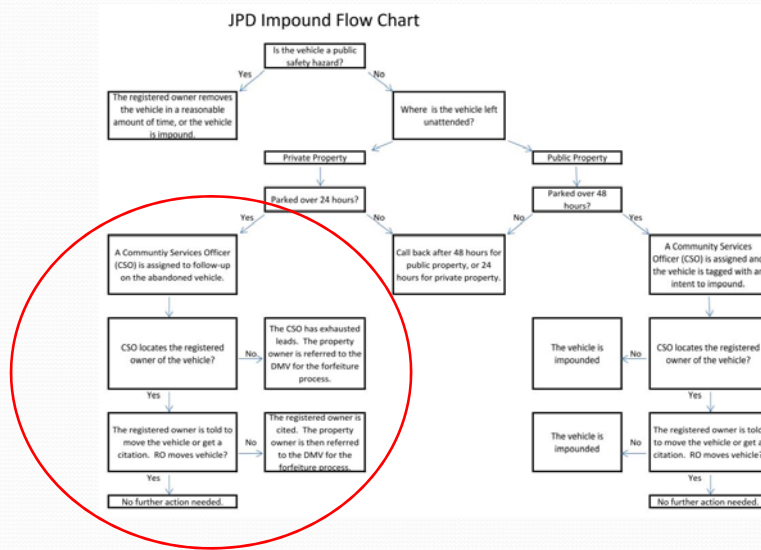 JPD Impound Flow Chart
Is the vehicle a public
safety hazard?
Yes
No
The registered owner removes
the vehicle in a reasonable
amount of time, or the vehicle
is impound.
Where is the vehicle left
unattended?
Private Property
Public Property
Parked over 24 hours?
Parked over 48
hours?
Yes
No
No
Yes
A Communtiy Services Officer
(CSO) is assigned to follow-up
on the abandoned vehicle.
Call back after 48 hours for
public property, or 24
hours for private property.
A Community Services
Officer (CSO) is assigned and
the vehicle is tagged with an
intent to impound.
CSO locates the registered
owner of the vehicle?
No
The CSO has exhausted
leads. The property
owner is referred to the
DMV for the forfeiture
process.
The vehicle is
impounded
No
CSO locates the registered
owner of the vehicle?
Yes
Yes
The registered owner is told to
move the vehicle or get a
citation. RO moves vehicle?
No
The registered owner is
cited. The property
owner is then referred
to the DMV for the
forfeiture process.
The vehicle is
impounded
No
The registered owner is told
to move the vehicle or get a
citation. RO moves vehicle?
Yes
Yes
No further action needed.
No further action needed.